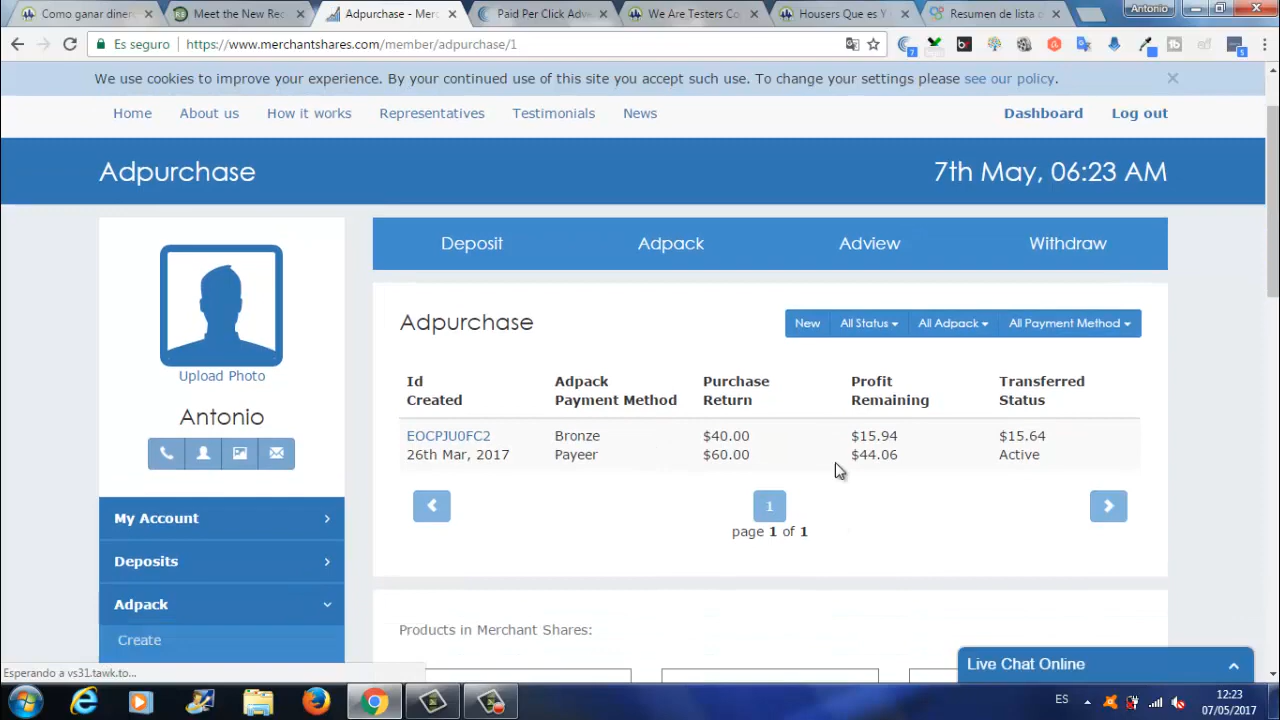 Como ganar diner
Meet the New Re
Adpurchase - Mer
Paid Per Click Adv
We Are Testers Co
Housers Que es Y
Resumen de lista
Antonio
Es seguro
https://www.merchantshares.com/member/adpurchase/1
We use cookies to improve your experience. By your continued use of this site you accept such use. To change your settings please see our policy.
Home
About us
How it works
Representatives
Testimonials
News
Dashboard
Log out
Adpurchase
7th May, 06:23 AM
Deposit
Adpack
Adview
Withdraw
Upload Photo
Antonio
My Account
Deposits
Adpack
Create
Adpurchase
New
All Status
All Adpack
All Payment Method
Id Adpack Purchase Profit Transferred
Created Payment Method Return Remaining Status
EOCPJU0FC2 Bronze $40.00 $15.94 $15.64
26th Mar, 2017 Payeer $60.00 $44.06 Active
1
page 1 of 1
Products in Merchant Shares:
Live Chat Online
Esperando a vs31.tawk.to...
ES
12:23
07/05/2017